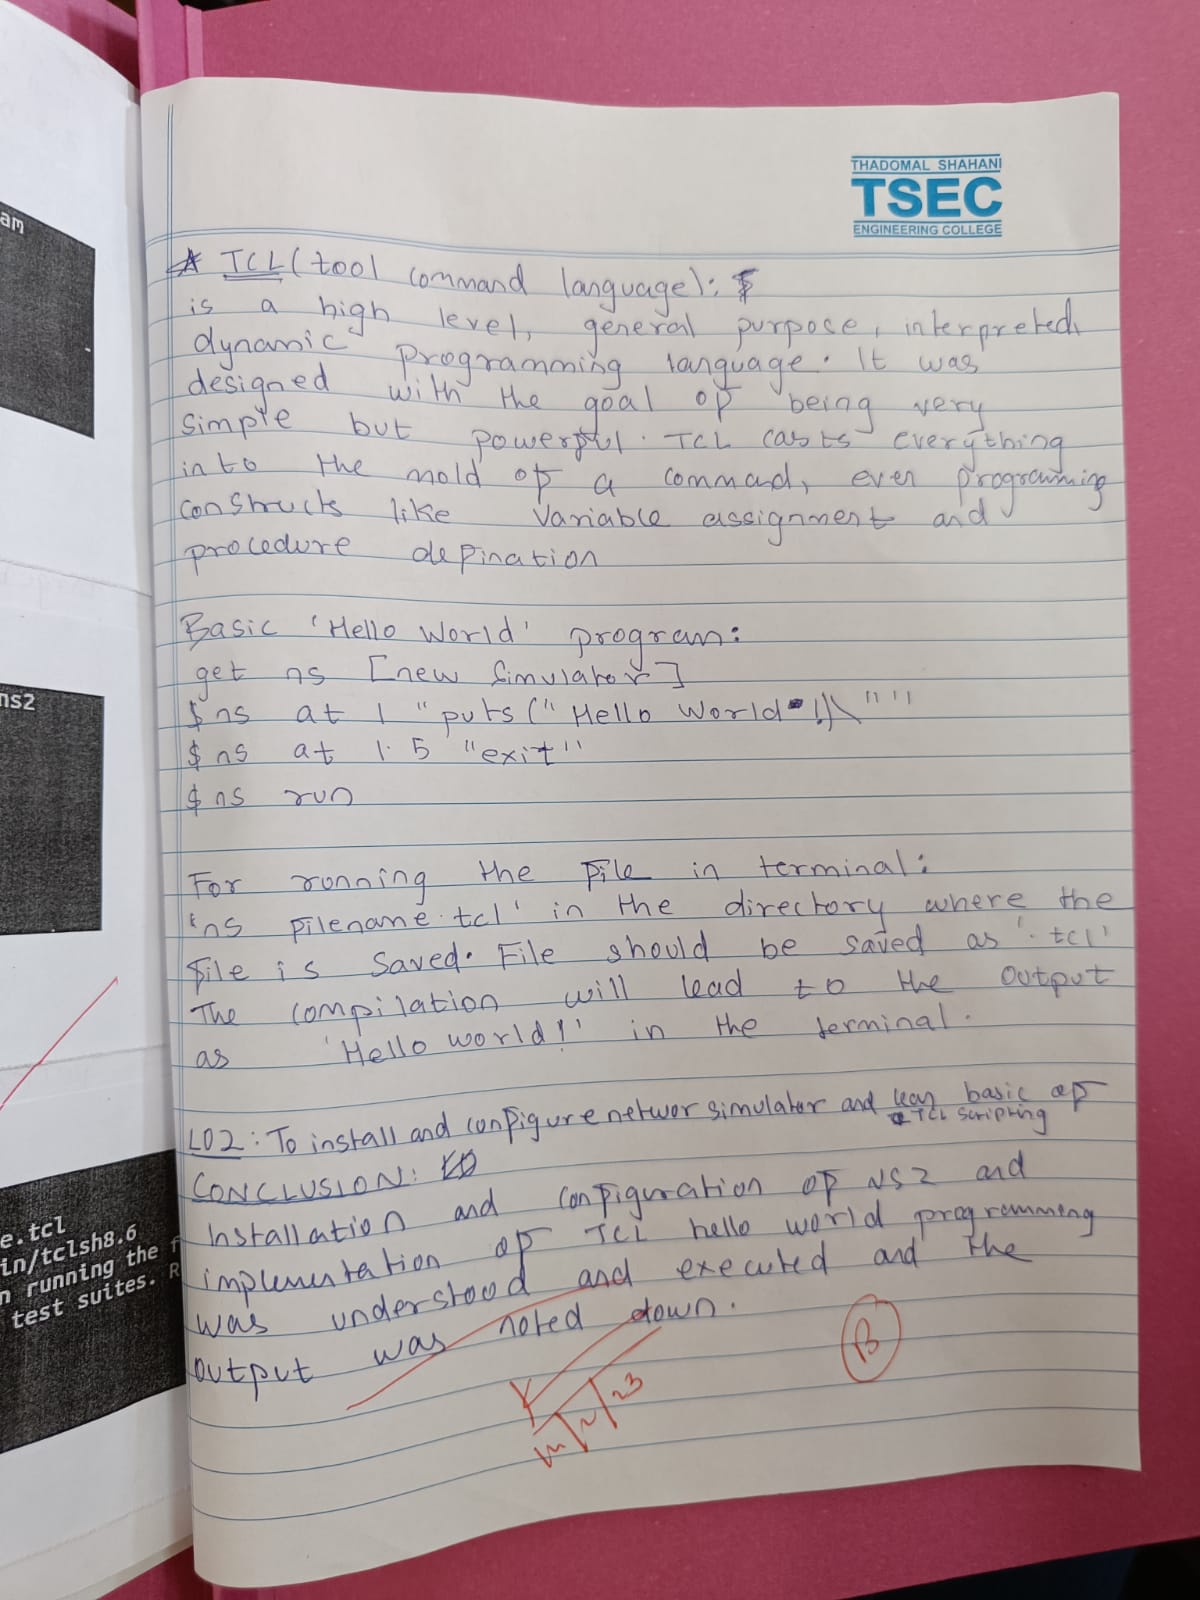 am
ns2
e.tcl
in/tclsh8.6
n running the f
test suites. R
THADOMAL SHAHANI
TSEC
ENGINEERING COLLEGE
* TCL (tool command language):
is a high level, general purpose, interpreted,
dynamic programming language. It was
designed with the goal of being very
simple but powerful. TCL casts everything
into the mold of a command, even programming
constructs like variable assignment and
procedure defination
Basic 'Hello World' program:
get ns [new Simulator]
$ns at 1 "puts (" Hello World !)\" "
$ns at 1.5 "exit"
$ns run
For running the file in terminal:
'ns filename.tcl' in the directory where the
file is saved. File should be saved as '.tcl'
The compilation will lead to the output
as 'Hello world!' in the terminal.
LO2: To install and configure networ simulator and basic of
TCL scripting
CONCLUSION:
Installation and configuration of NS2 and
implementation of TCL hello world programming
was understood and executed and the
output was noted down.
B